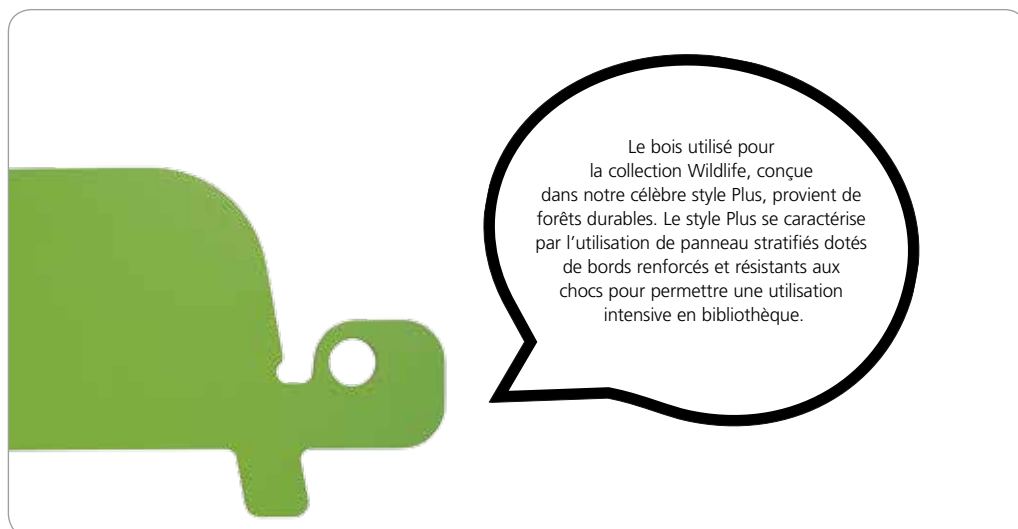 Le bois utilisé pour
la collection Wildlife, conçue
dans notre célèbre style Plus, provient de
forêts durables. Le style Plus se caractérise
par l’utilisation de panneau stratifiés dotés
de bords renforcés et résistants aux
chocs pour permettre une utilisation
intensive en bibliothèque.